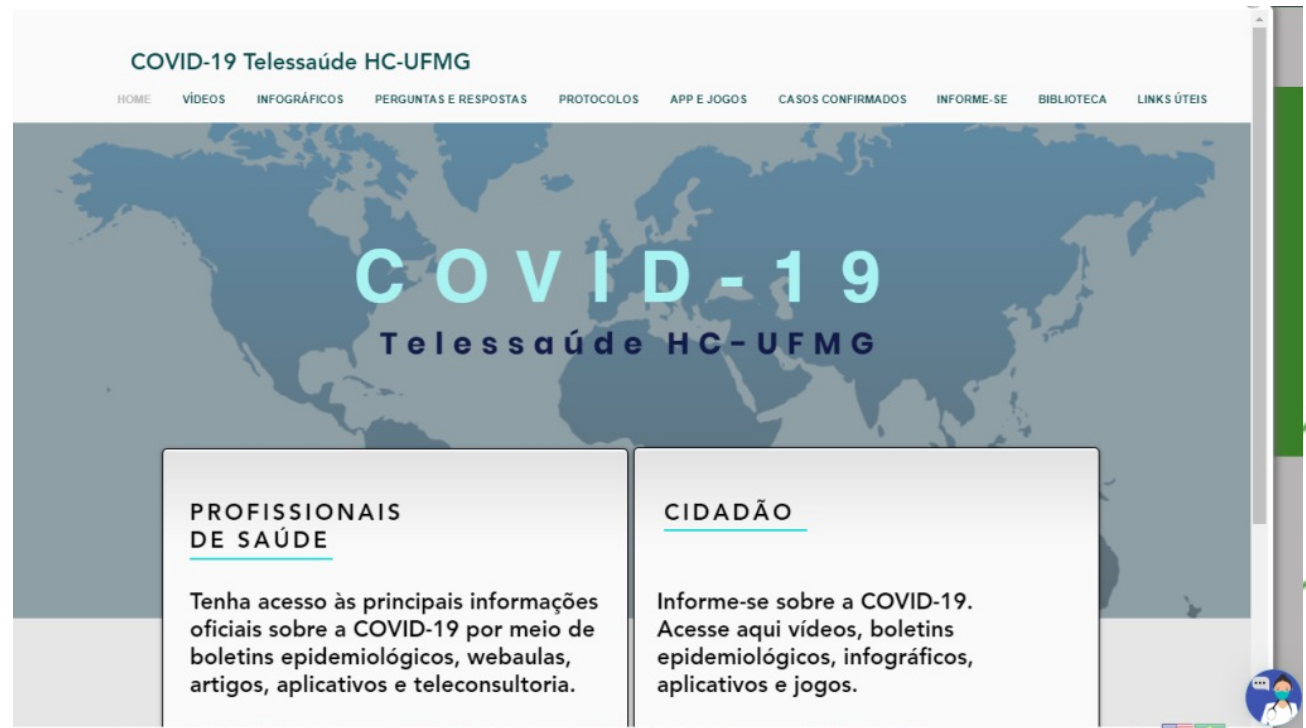 COVID-19 Telessaúde HC-UFMG
HOME VÍDEOS INFOGRÁFICOS PERGUNTAS E RESPOSTAS PROTOCOLOS APP E JOGOS CASOS CONFIRMADOS INFORME-SE BIBLIOTECA LINKS ÚTEIS
COVID-19
Telessaúde HC-UFMG
PROFISSIONAIS
DE SAÚDE
Tenha acesso às principais informações
oficiais sobre a COVID-19 por meio de
boletins epidemiológicos, webaulas,
artigos, aplicativos e teleconsultoria.
CIDADÃO
Informe-se sobre a COVID-19.
Acesse aqui vídeos, boletins
epidemiológicos, infográficos,
aplicativos e jogos.